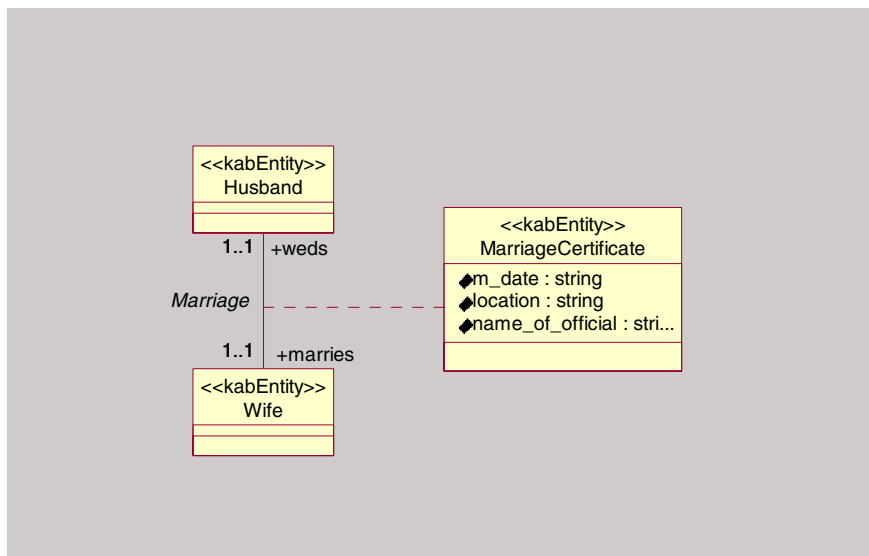 <<kabEntity>>
Husband
1..1
+weds
<<kabEntity>>
MarriageCertificate
m_date : string
location : string
name_of_official : stri...
Marriage
1..1
+marries
<<kabEntity>>
Wife